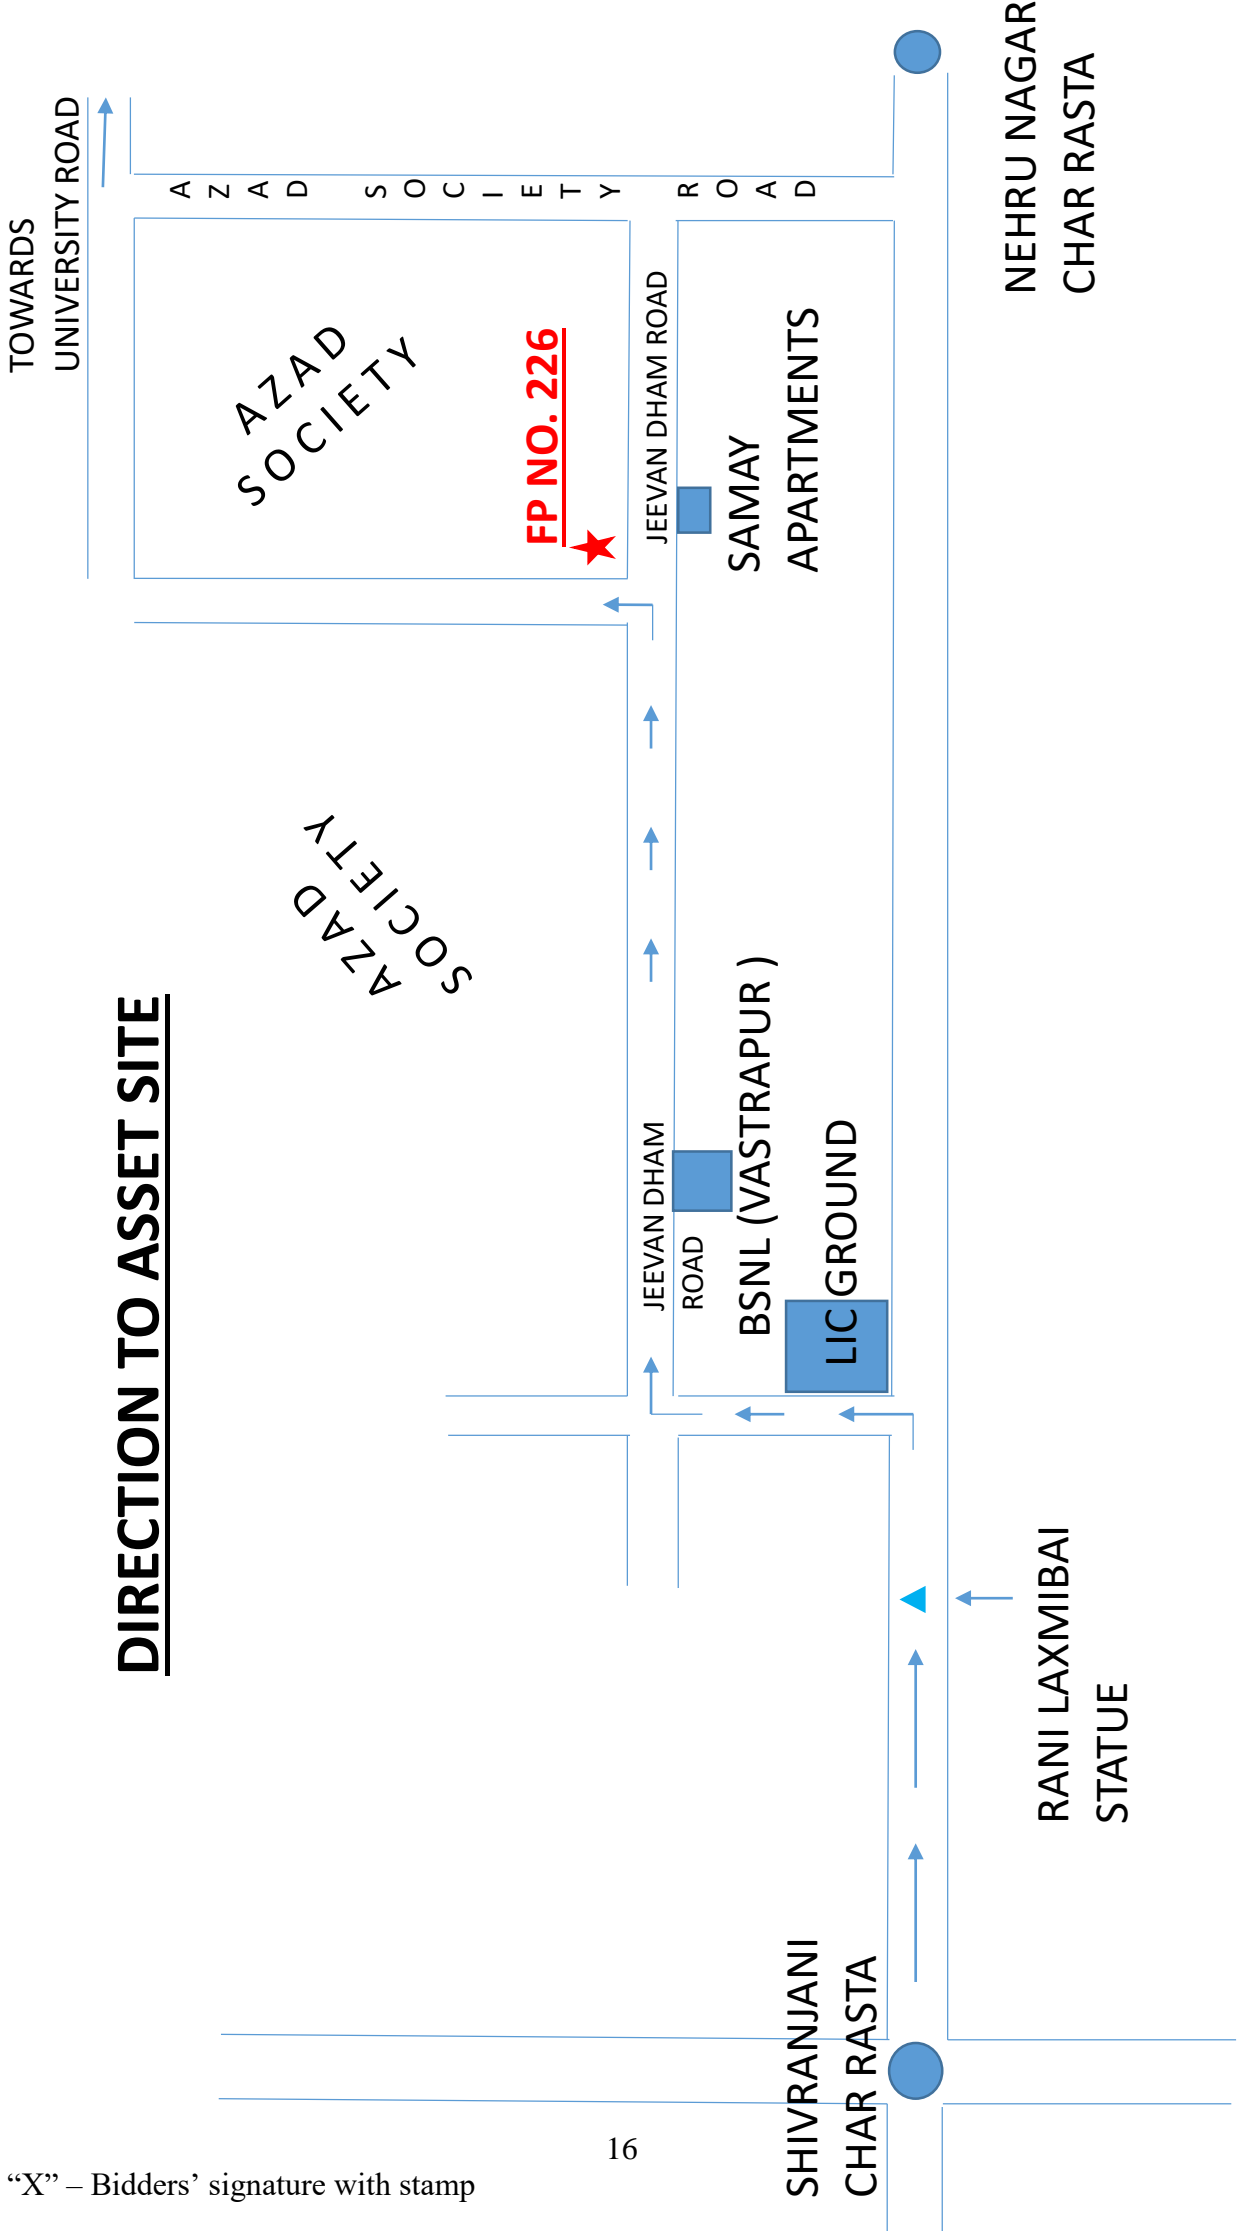 DIRECTION TO ASSET SITE
TOWARDS
UNIVERSITY ROAD
AZAD
SOCIETY
AZAD
SOCIETY
AZAD SOCIETY ROAD
FP NO. 226
JEEVAN DHAM
ROAD
JEEVAN DHAM ROAD
BSNL (VASTRAPUR )
SAMAY
APARTMENTS
LIC GROUND
SHIVRANJANI
CHAR RASTA
RANI LAXMIBAI
STATUE
NEHRU NAGAR
CHAR RASTA
16
“X” – Bidders’ signature with stamp